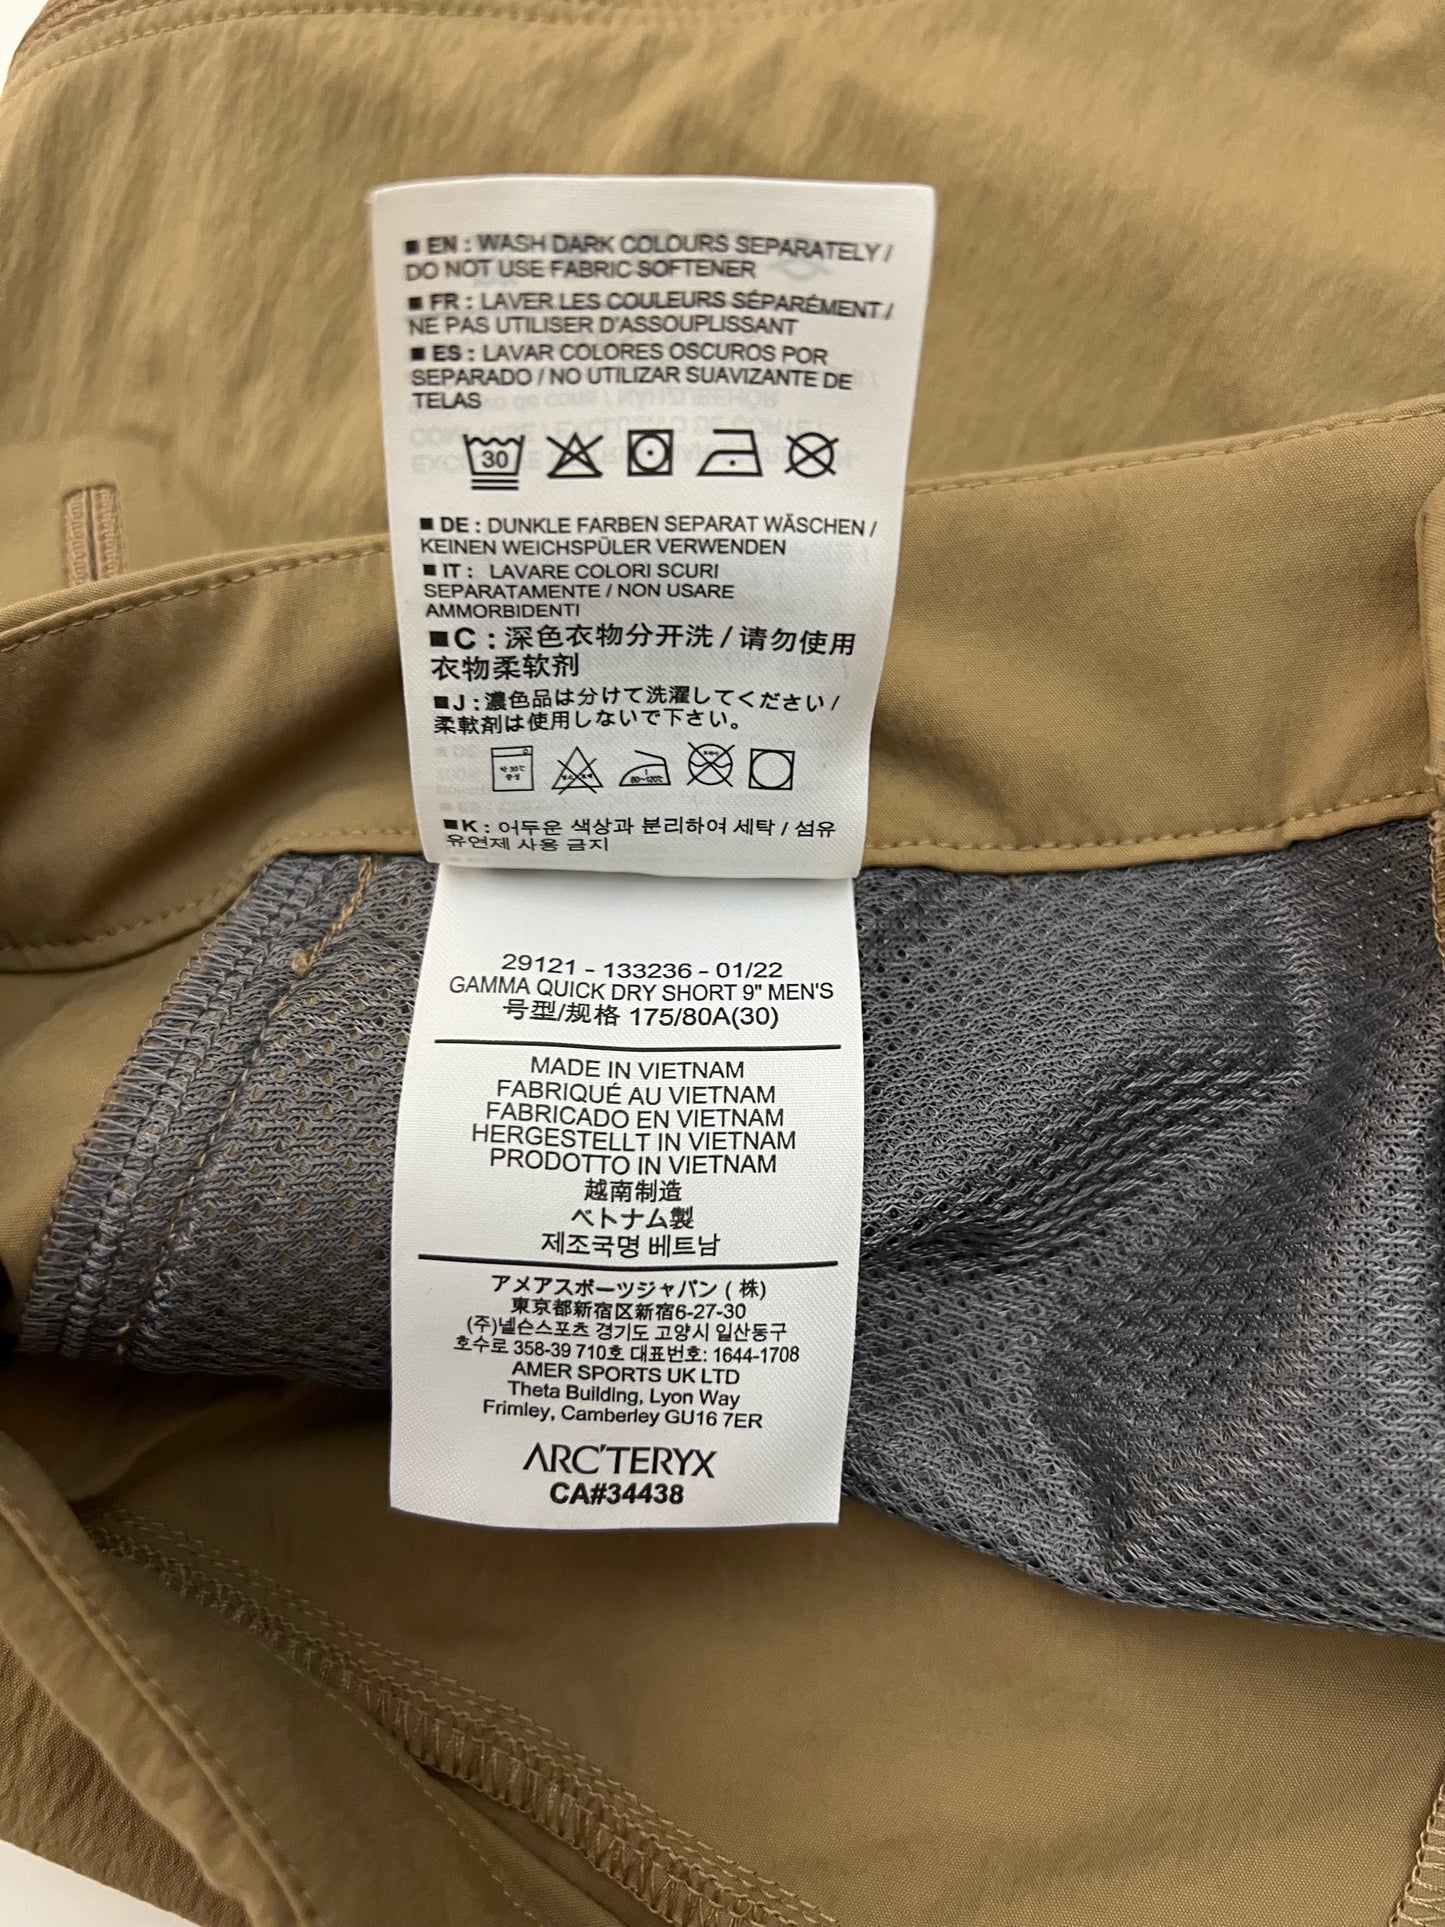 ■ EN : WASH DARK COLOURS SEPARATELY /
DO NOT USE FABRIC SOFTENER
■ FR : LAVER LES COULEURS SÉPARÉMENT /
NE PAS UTILISER D'ASSOUPLISSANT
■ ES : LAVAR COLORES OSCUROS POR
SEPARADO / NO UTILIZAR SUAVIZANTE DE
TELAS
30
■ DE : DUNKLE FARBEN SEPARAT WÄSCHEN /
KEINEN WEICHSPÜLER VERWENDEN
■ IT : LAVARE COLORI SCURI
SEPARATAMENTE / NON USARE
AMMORBIDENTI
■ C : 深色衣物分开洗 / 请勿使用
衣物柔软剂
■ J : 濃色品は分けて洗濯してください /
柔軟剤は使用しないで下さい。
약 30℃
중성
1
80~120℃
■ K : 어두운 색상과 분리하여 세탁 / 섬유
유연제 사용 금지
29121 - 133236 - 01/22
GAMMA QUICK DRY SHORT 9" MEN'S
号型/规格 175/80A(30)
MADE IN VIETNAM
FABRIQUÉ AU VIETNAM
FABRICADO EN VIETNAM
HERGESTELLT IN VIETNAM
PRODOTTO IN VIETNAM
越南制造
ベトナム製
제조국명 베트남
アメアスポーツジャパン ( 株)
東京都新宿区新宿6-27-30
(주)넬슨스포츠 경기도 고양시 일산동구
호수로 358-39 710호 대표번호: 1644-1708
AMER SPORTS UK LTD
Theta Building, Lyon Way
Frimley, Camberley GU16 7ER
ARC'TERYX
CA#34438